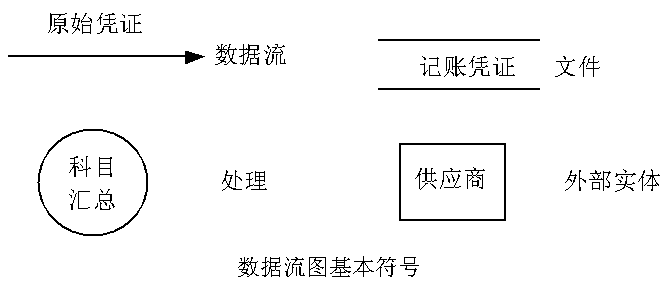 原始凭证
数据流
记账凭证 文件
科目
汇总
处理
供应商
外部实体
数据流图基本符号